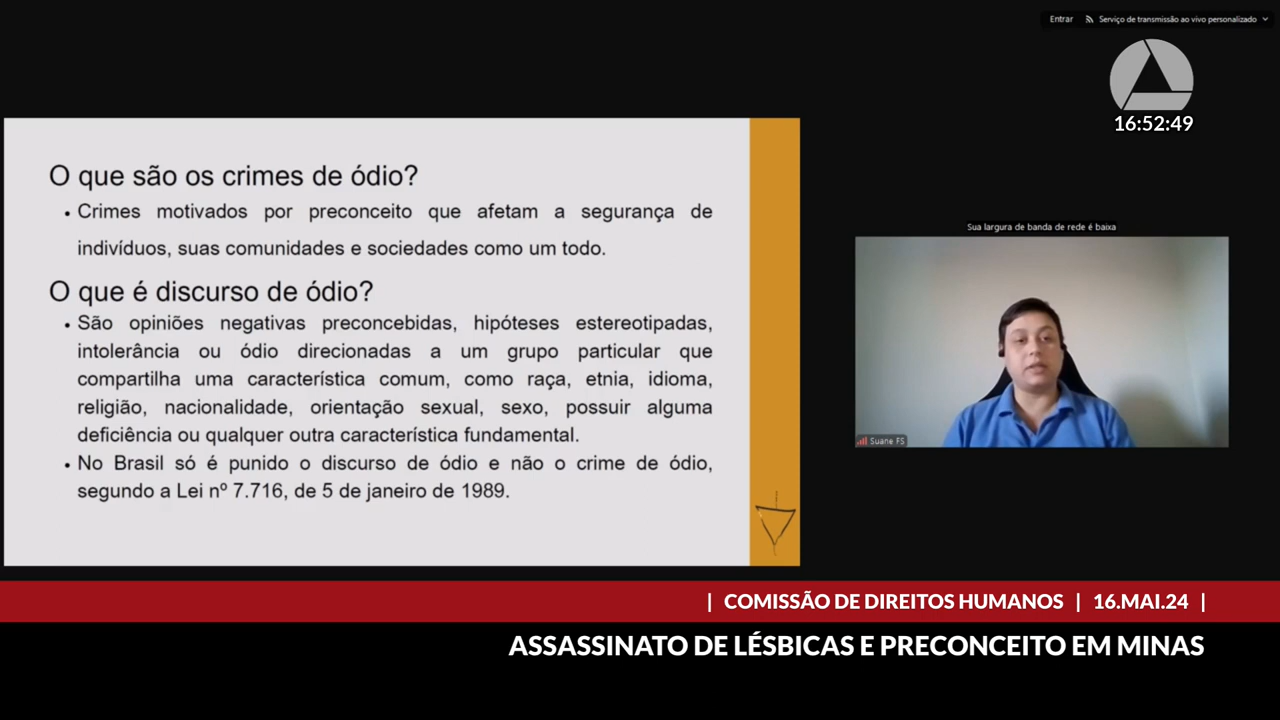 Entrar Serviço de transmissão ao vivo personalizado
16:52:49
O que são os crimes de ódio?
• Crimes motivados por preconceito que afetam a segurança de
indivíduos, suas comunidades e sociedades como um todo.
O que é discurso de ódio?
• São opiniões negativas preconcebidas, hipóteses estereotipadas,
intolerância ou ódio direcionadas a um grupo particular que
compartilha uma característica comum, como raça, etnia, idioma,
religião, nacionalidade, orientação sexual, sexo, possuir alguma
deficiência ou qualquer outra característica fundamental.
• No Brasil só é punido o discurso de ódio e não o crime de ódio,
segundo a Lei nº 7.716, de 5 de janeiro de 1989.
Sua largura de banda de rede é baixa
Suane FS
| COMISSÃO DE DIREITOS HUMANOS | 16.MAI.24 |
ASSASSINATO DE LÉSBICAS E PRECONCEITO EM MINAS